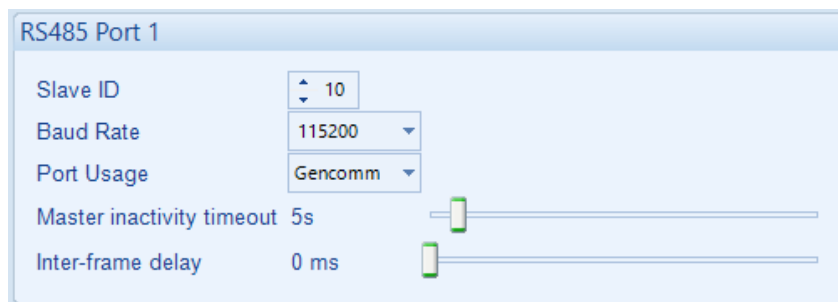 RS485 Port 1
Slave ID 10
Baud Rate 115200
Port Usage Gencomm
Master inactivity timeout 5s
Inter-frame delay 0 ms